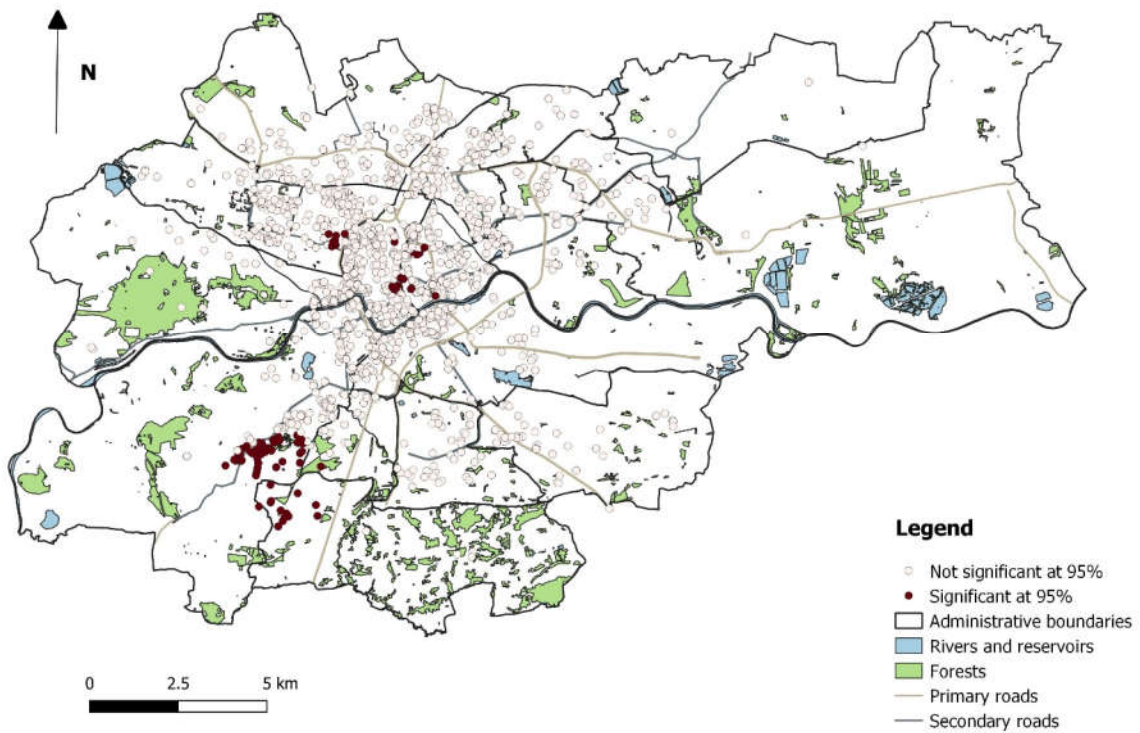 N
Legend
Not significant at 95%
Significant at 95%
Administrative boundaries
Rivers and reservoirs
Forests
Primary roads
Secondary roads
0 2.5 5 km